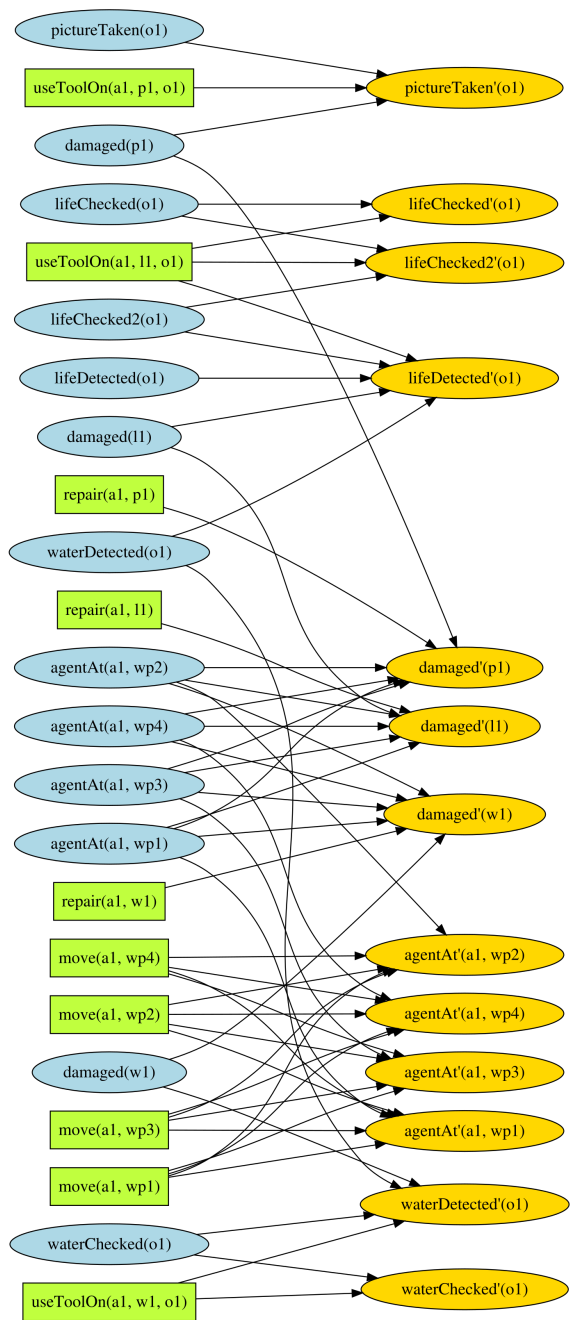 pictureTaken(o1)
useToolOn(a1, p1, o1)
pictureTaken'(o1)
damaged(p1)
lifeChecked(o1)
lifeChecked'(o1)
useToolOn(a1, l1, o1)
lifeChecked2'(o1)
lifeChecked2(o1)
lifeDetected(o1)
lifeDetected'(o1)
damaged(l1)
repair(a1, p1)
waterDetected(o1)
repair(a1, l1)
agentAt(a1, wp2)
damaged'(p1)
agentAt(a1, wp4)
damaged'(l1)
agentAt(a1, wp3)
damaged'(w1)
agentAt(a1, wp1)
repair(a1, w1)
move(a1, wp4)
agentAt'(a1, wp2)
move(a1, wp2)
agentAt'(a1, wp4)
damaged(w1)
agentAt'(a1, wp3)
move(a1, wp3)
agentAt'(a1, wp1)
move(a1, wp1)
waterDetected'(o1)
waterChecked(o1)
waterChecked'(o1)
useToolOn(a1, w1, o1)